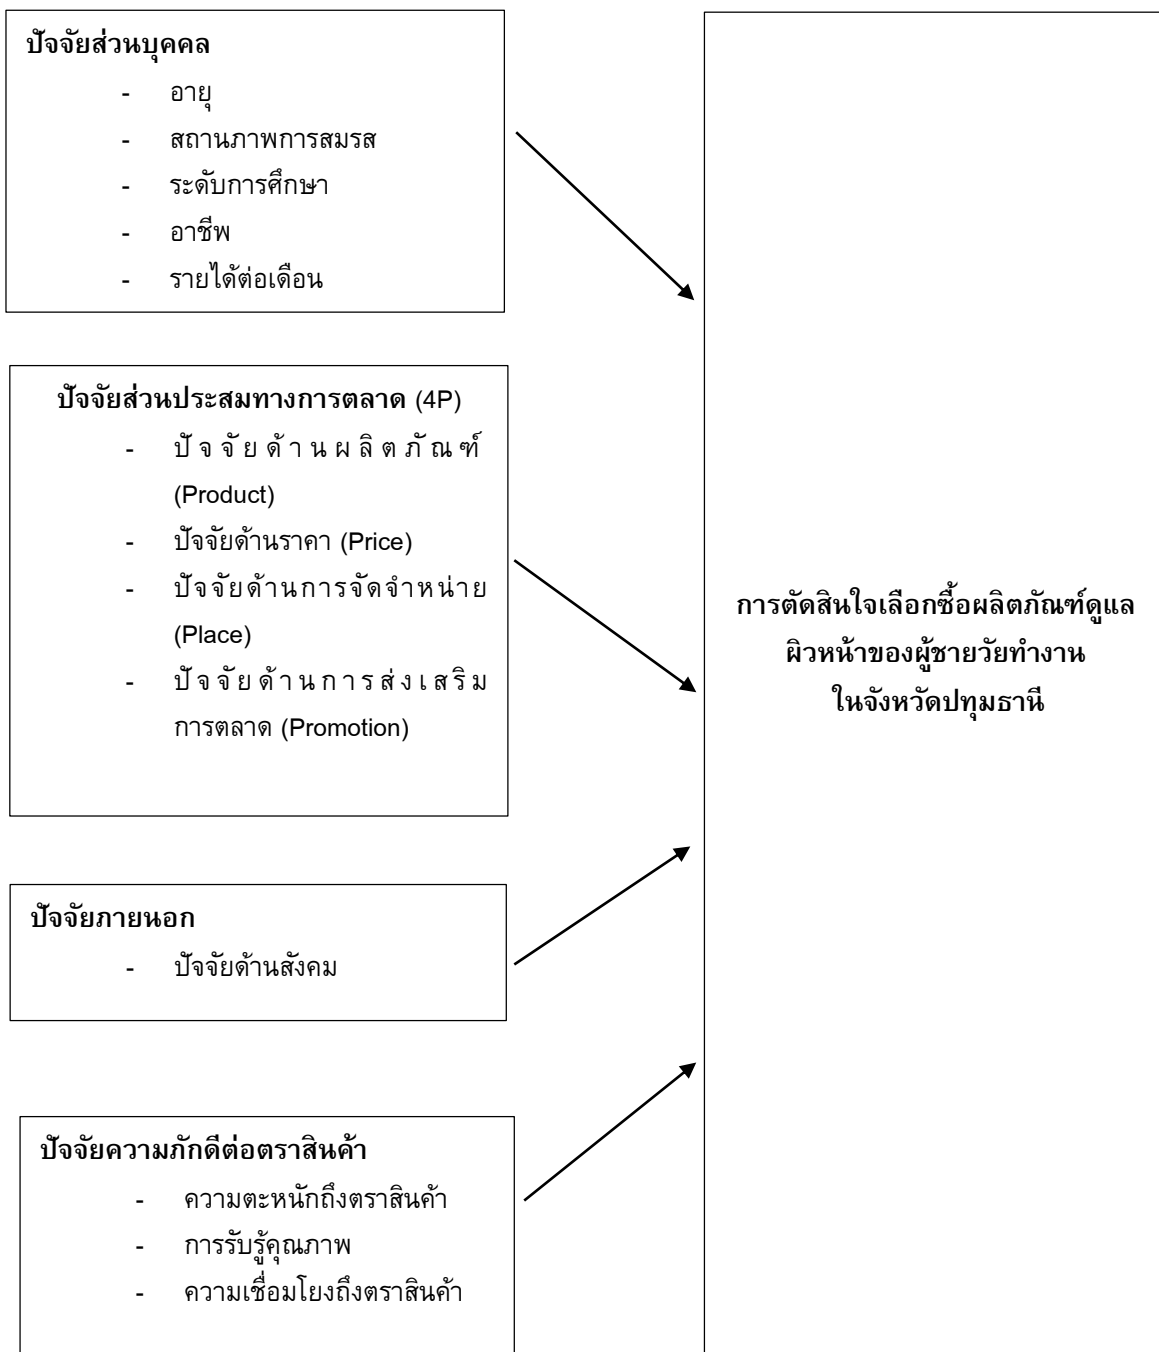 ปัจจัยส่วนบุคคล
- อายุ
- สถานภาพการสมรส
- ระดับการศึกษา
- อาชีพ
- รายได้ต่อเดือน
ปัจจัยส่วนประสมทางการตลาด (4P)
- ปัจจัยด้านผลิตภัณฑ์
(Product)
- ปัจจัยด้านราคา (Price)
- ปัจจัยด้านการจัดจำหน่าย
(Place)
- ปัจจัยด้านการส่งเสริม
การตลาด (Promotion)
ปัจจัยภายนอก
- ปัจจัยด้านสังคม
ปัจจัยความภักดีต่อตราสินค้า
- ความตะหนักถึงตราสินค้า
- การรับรู้คุณภาพ
- ความเชื่อมโยงถึงตราสินค้า
การตัดสินใจเลือกซื้อผลิตภัณฑ์ดูแล
ผิวหน้าของผู้ชายวัยทำงาน
ในจังหวัดปทุมธานี